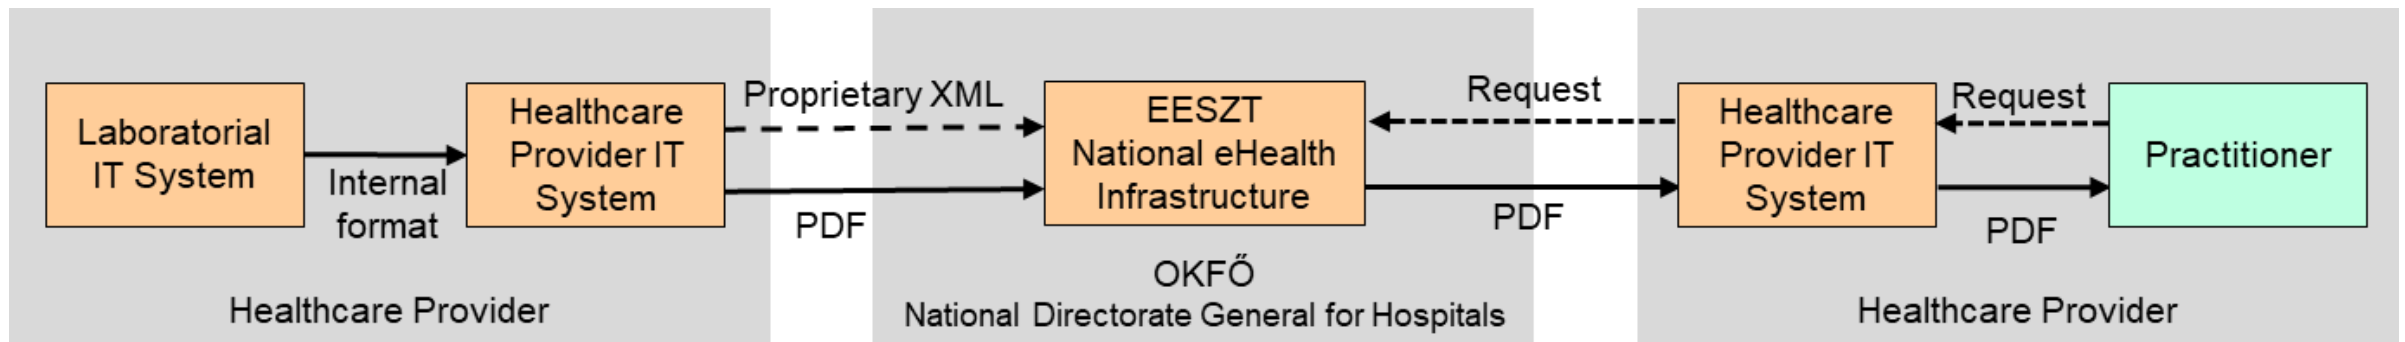 Laboratorial
IT System
Internal
format
Healthcare
Provider IT
System
Proprietary XML
PDF
Healthcare Provider
EESZT
National eHealth
Infrastructure
OKFŐ
National Directorate General for Hospitals
Request
PDF
Healthcare
Provider IT
System
Request
PDF
Practitioner
Healthcare Provider